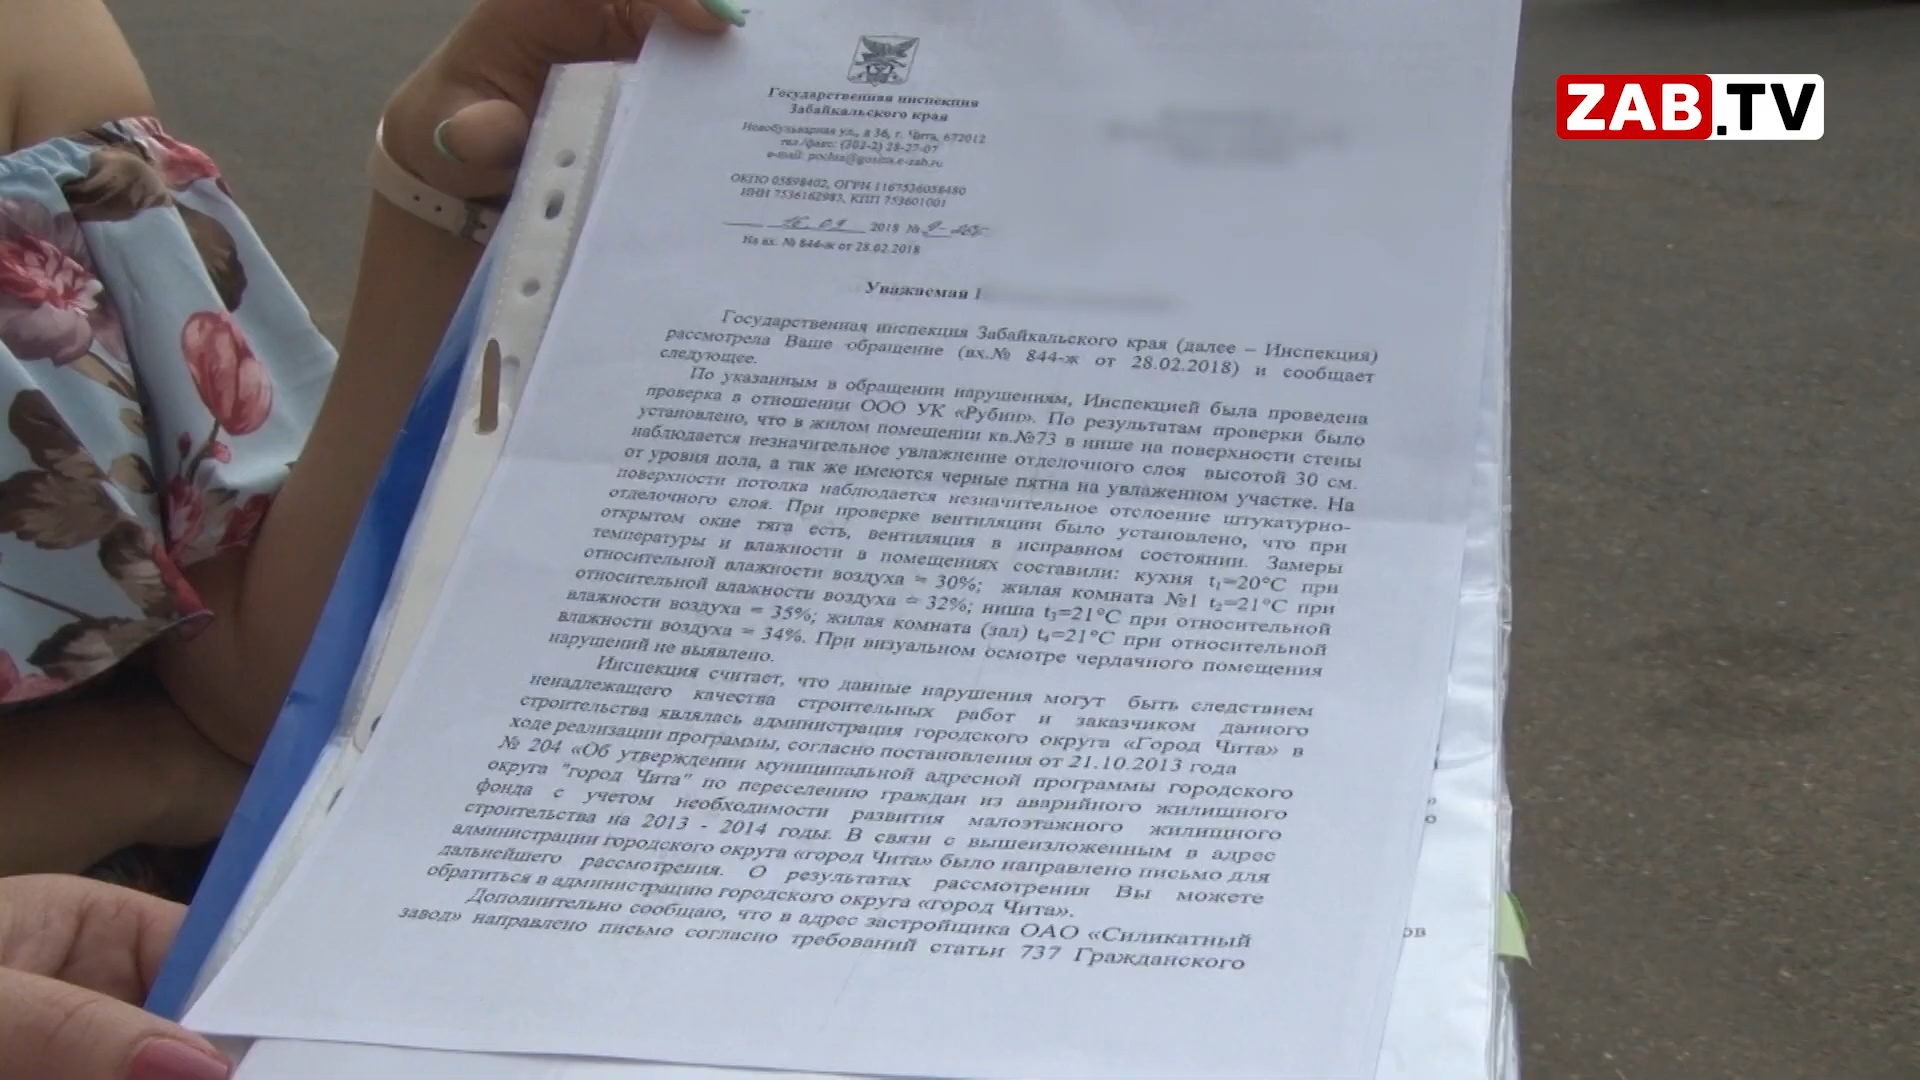 ZAB.TV
Государственная инспекция
Забайкальского края
Новобульварная ул., д 36, г. Чита, 672012
тел./факс: (302-2) 28-27-07
ОКПО 05898402, ОГРН 1167536058480
ИНН 7536162983, КПП 753601001
2018 №
На вх. № 844-ж от 28.02.2018
Уважаемая
Государственная инспекция Забайкальского края (далее – Инспекция)
рассмотрела Ваше обращение (вх.№ 844-ж от 28.02.2018) и сообщает
следующее.
По указанным в обращении нарушениям, Инспекцией была проведена
проверка в отношении ООО УК «Рубин». По результатам проверки было
установлено, что в жилом помещении кв.№73 в нише на поверхности стены
наблюдается незначительное увлажнение отделочного слоя высотой 30 см.
от уровня пола, а так же имеются черные пятна на увлаженном участке. На
поверхности потолка наблюдается незначительное отслоение штукатурно-
отделочного слоя. При проверке вентиляции было установлено, что при
открытом окне тяга есть, вентиляция в исправном состоянии. Замеры
температуры и влажности в помещениях составили: кухня t₁=20°C при
относительной влажности воздуха = 30%; жилая комната №1 t₂=21°C при
относительной влажности воздуха = 32%; ниша t₃=21°C при относительной
влажности воздуха = 35%; жилая комната (зал) t₄=21°C при относительной
влажности воздуха = 34%. При визуальном осмотре чердачного помещения
нарушений не выявлено.
Инспекция считает, что данные нарушения могут быть следствием
ненадлежащего качества строительных работ и заказчиком данного
строительства являлась администрация городского округа «Город Чита» в
ходе реализации программы, согласно постановления от 21.10.2013 года
№ 204 «Об утверждении муниципальной адресной программы городского
округа "город Чита" по переселению граждан из аварийного жилищного
фонда с учетом необходимости развития малоэтажного жилищного
строительства на 2013 - 2014 годы. В связи с вышеизложенным в адрес
администрации городского округа «город Чита» было направлено письмо для
дальнейшего рассмотрения. О результатах рассмотрения Вы можете
обратиться в администрацию городского округа «город Чита».
Дополнительно сообщаю, что в адрес застройщика ОАО «Силикатный
завод» направлено письмо согласно требований статьи 737 Гражданского